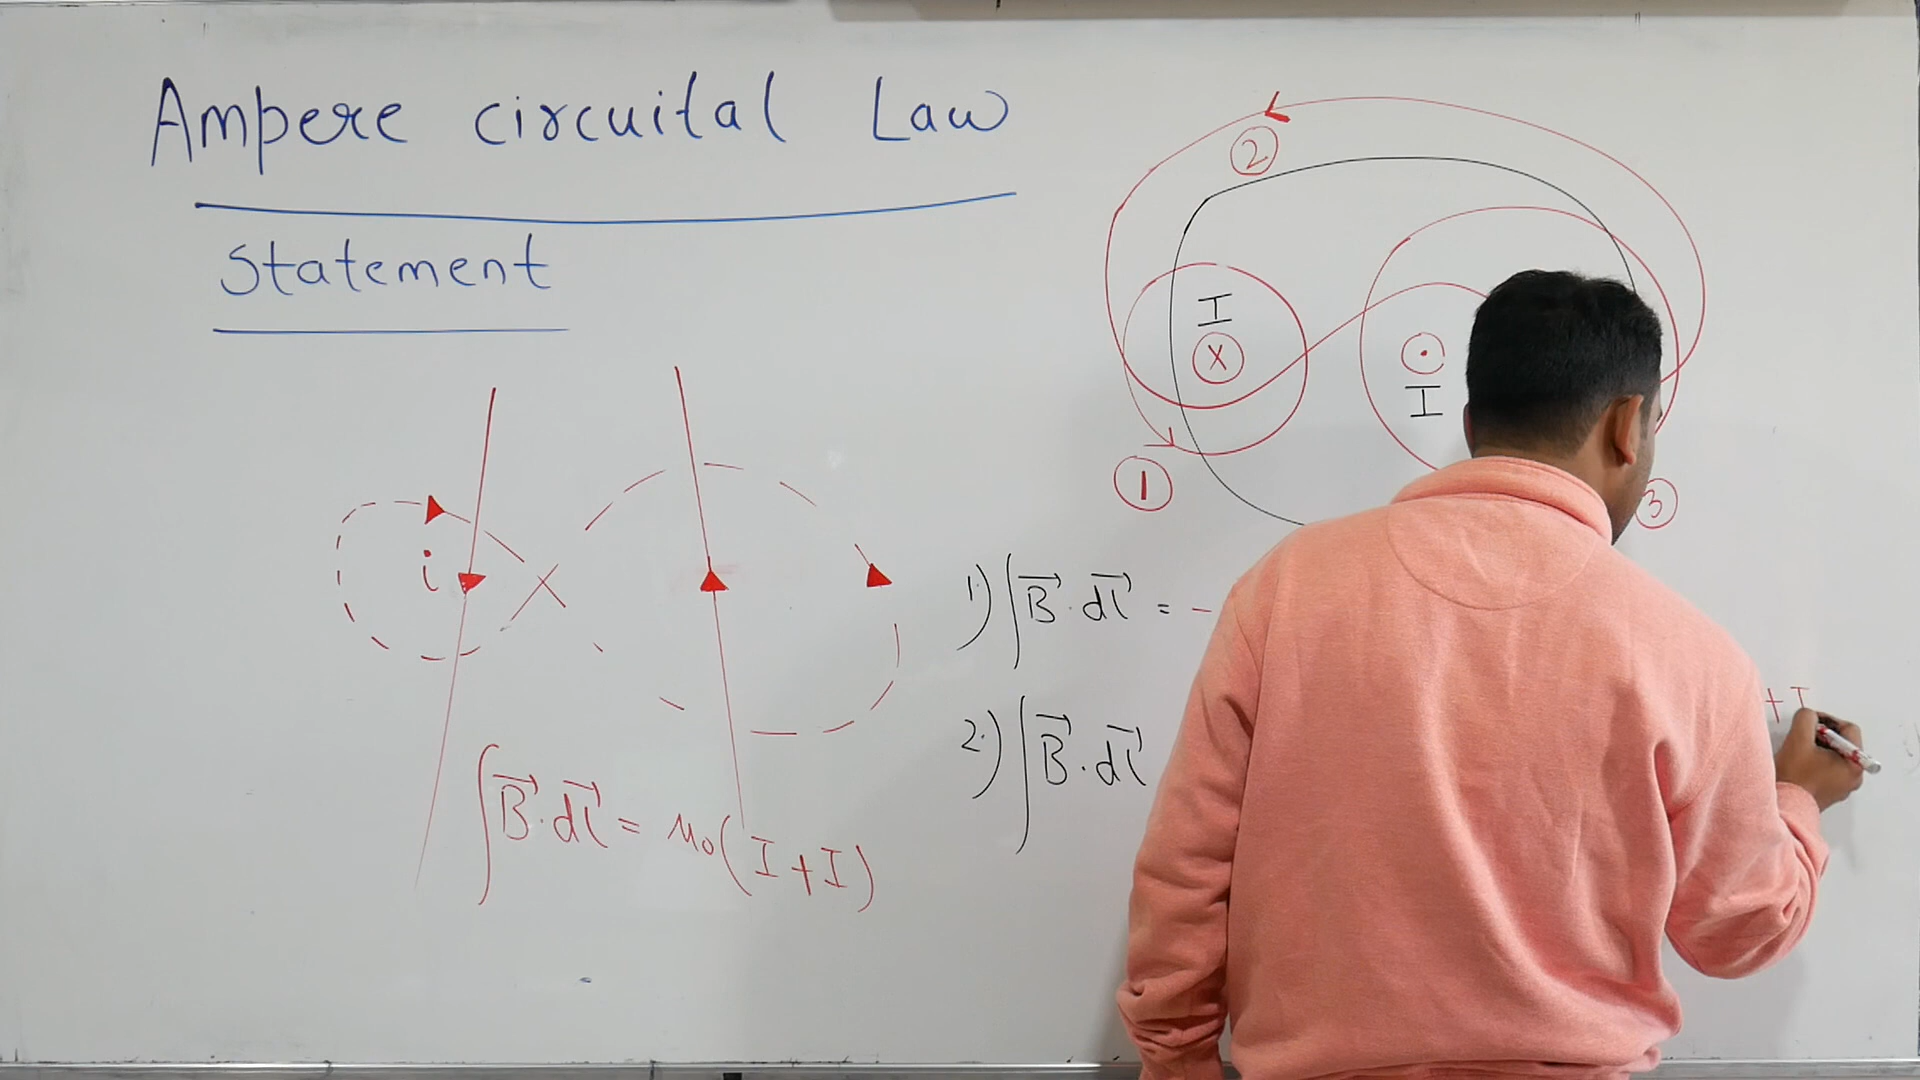 Ampere circuital Law
Statement
i
∫B⃗.dl⃗ = μ₀(I+I)
2
I
X
I
1
3
1) ∫B⃗.dl⃗ = -
2.) ∫B⃗.dl⃗
+I